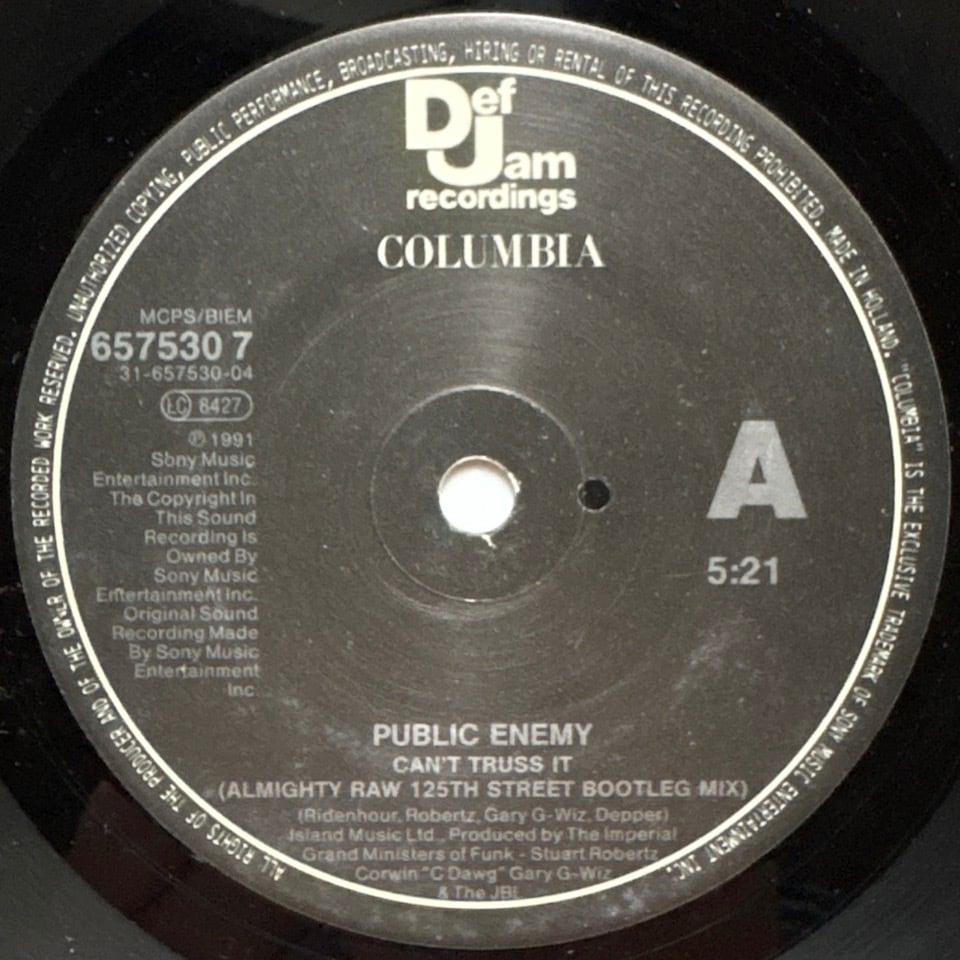 ALL RIGHTS OF THE PRODUCER AND OF THE OWNER OF THE RECORDED WORK RESERVED. UNAUTHORIZED COPYING, PUBLIC PERFORMANCE, BROADCASTING, HIRING OR RENTAL OF THIS RECORDING PROHIBITED. MADE IN HOLLAND. "COLUMBIA" IS THE EXCLUSIVE TRADEMARK OF SONY MUSIC ENTERTAINMENT INC.
Def
Jam
recordings
COLUMBIA
MCPS/BIEM
657530 7
31-657530-04
LC 8427
℗ 1991
Sony Music
Entertainment Inc.
The Copyright In
This Sound
Recording Is
Owned By
Sony Music
Entertainment Inc.
Original Sound
Recording Made
By Sony Music
Entertainment
Inc.
A
5:21
PUBLIC ENEMY
CAN'T TRUSS IT
(ALMIGHTY RAW 125TH STREET BOOTLEG MIX)
(Ridenhour, Robertz, Gary G-Wiz, Depper)
Island Music Ltd., Produced by The Imperial
Grand Ministers of Funk - Stuart Robertz
Corwin "C Dawg" Gary G-Wiz
& The JBL